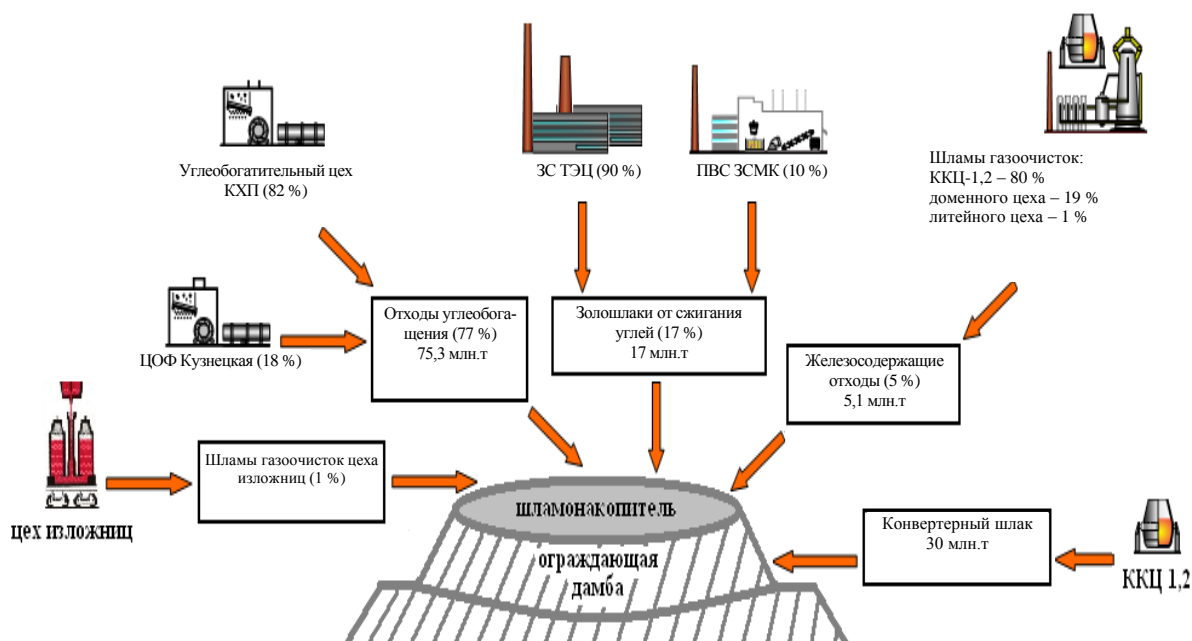 Углеобогатительный цех
КХП (82 %)
ЗС ТЭЦ (90 %)
ПВС ЗСМК (10 %)
Шламы газоочисток:
ККЦ-1,2 – 80 %
доменного цеха – 19 %
литейного цеха – 1 %
ЦОФ Кузнецкая (18 %)
Отходы углеобога-
щения (77 %)
75,3 млн.т
Золошлаки от сжигания
углей (17 %)
17 млн.т
Железосодержащие
отходы (5 %)
5,1 млн.т
цех изложниц
Шламы газоочисток цеха
изложниц (1 %)
шламонакопитель
ограждающая
дамба
Конвертерный шлак
30 млн.т
ККЦ 1,2